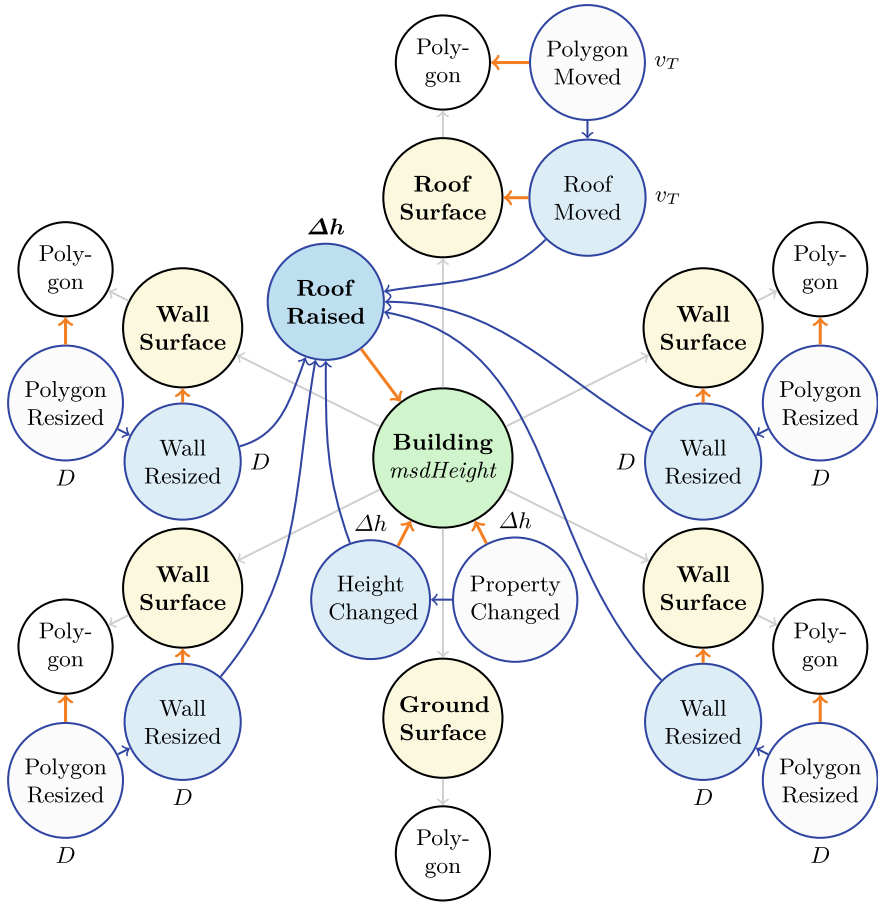 Poly-
gon
Polygon
Moved
v_T
Roof
Surface
Roof
Moved
v_T
Δh
Roof
Raised
Poly-
gon
Wall
Surface
Polygon
Resized
D
Wall
Resized
D
Wall
Surface
Poly-
gon
Wall
Resized
D
Polygon
Resized
D
Building
msdHeight
Δh
Height
Changed
Δh
Property
Changed
Wall
Surface
Poly-
gon
Wall
Resized
D
Polygon
Resized
D
Wall
Surface
Poly-
gon
Wall
Resized
D
Polygon
Resized
D
Ground
Surface
Poly-
gon